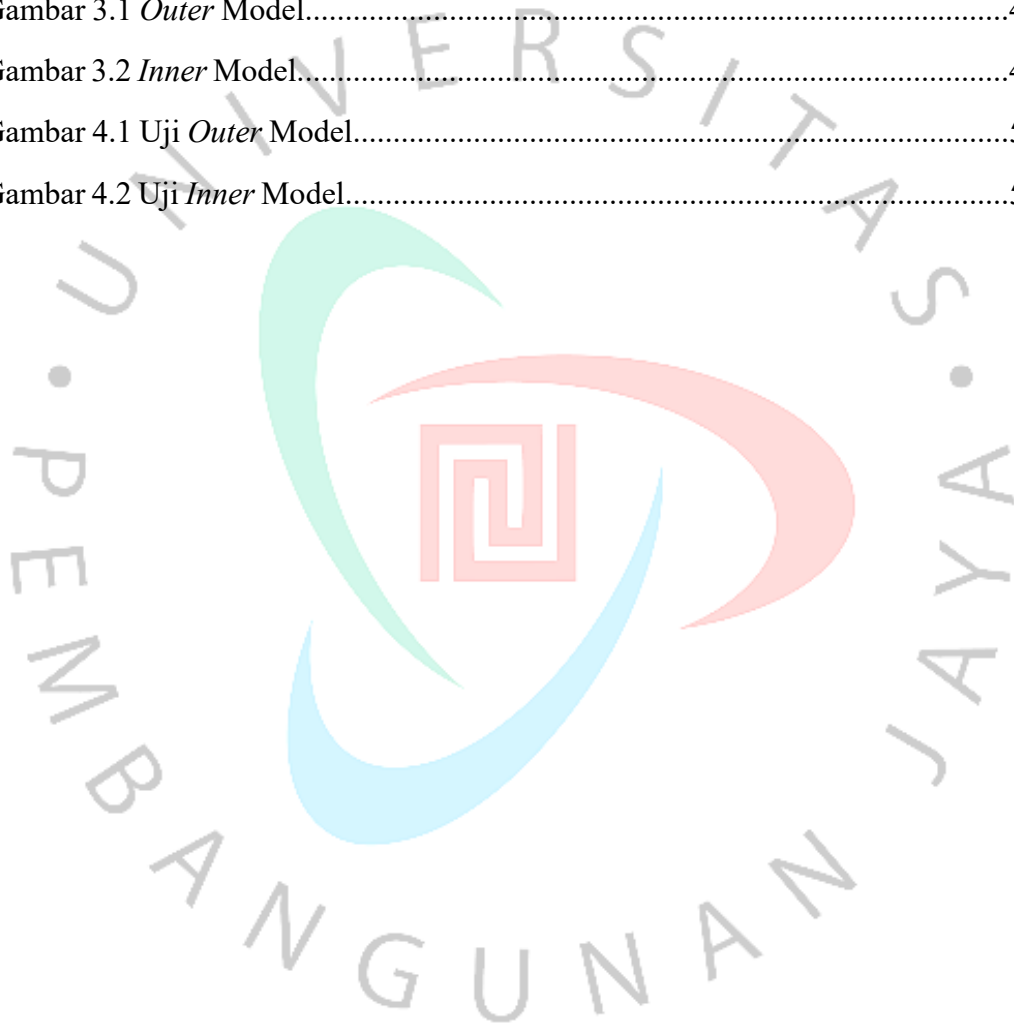 Gambar 3.1 Outer Model
Gambar 3.2 Inner Model
Gambar 4.1 Uji Outer Model
Gambar 4.2 Uji Inner Model
UNIVERSITAS
PEMBANGUNAN JAYA